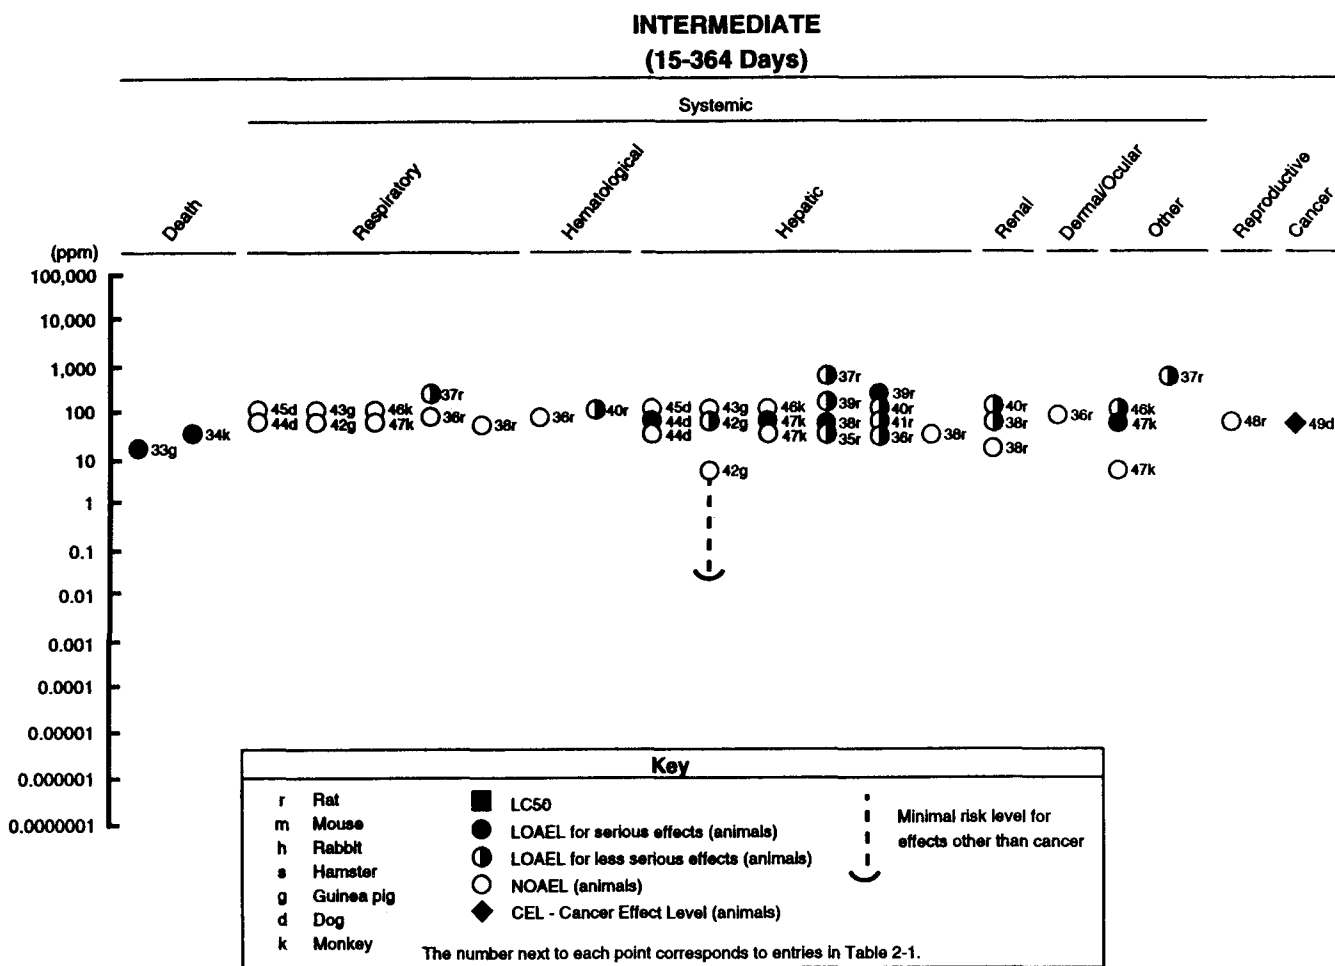 INTERMEDIATE
(15-364 Days)
Systemic
Death
Respiratory
Hematological
Hepatic
Renal
Dermal/Ocular
Other
Reproductive
Cancer
(ppm)
100,000
10,000
1,000
37r
37r
37r
39r
39r
100
45d 43g 46k 45d 43g 46k 40r 40r 46k
44d 42g 47k 36r 38r 36r 40r 44d 42g 47k 38r 41r 38r 36r 47k 48r 49d
34k 44d 47k 35r 36r 38r
33g 38r
10
42g 47k
1
0.1
0.01
0.001
0.0001
0.00001
0.000001
0.0000001
Key
r Rat
m Mouse
h Rabbit
s Hamster
g Guinea pig
d Dog
k Monkey
LC50
LOAEL for serious effects (animals)
LOAEL for less serious effects (animals)
NOAEL (animals)
CEL - Cancer Effect Level (animals)
Minimal risk level for
effects other than cancer
The number next to each point corresponds to entries in Table 2-1.